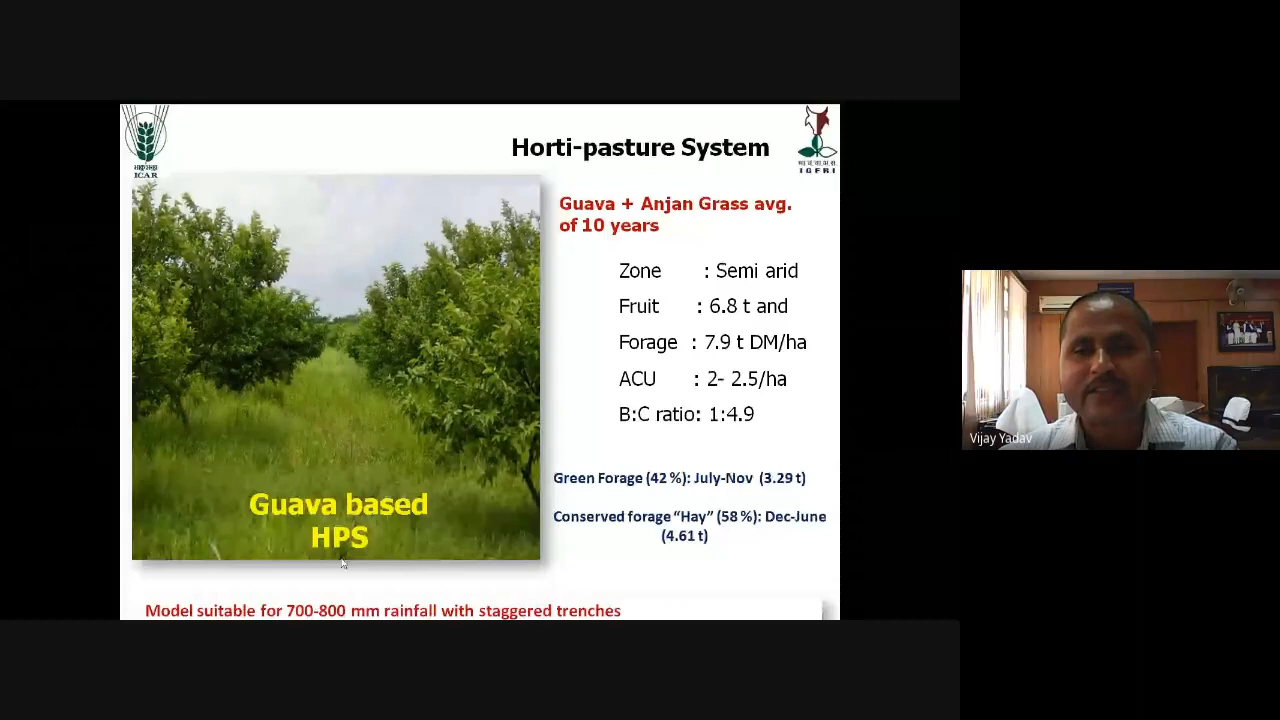 Horti-pasture System
ICAR
IGFRI
Guava + Anjan Grass avg.
of 10 years
Zone : Semi arid
Fruit : 6.8 t and
Forage : 7.9 t DM/ha
ACU : 2- 2.5/ha
B:C ratio: 1:4.9
Green Forage (42 %): July-Nov (3.29 t)
Conserved forage “Hay” (58 %): Dec-June
(4.61 t)
Guava based
HPS
Model suitable for 700-800 mm rainfall with staggered trenches
Vijay Yadav